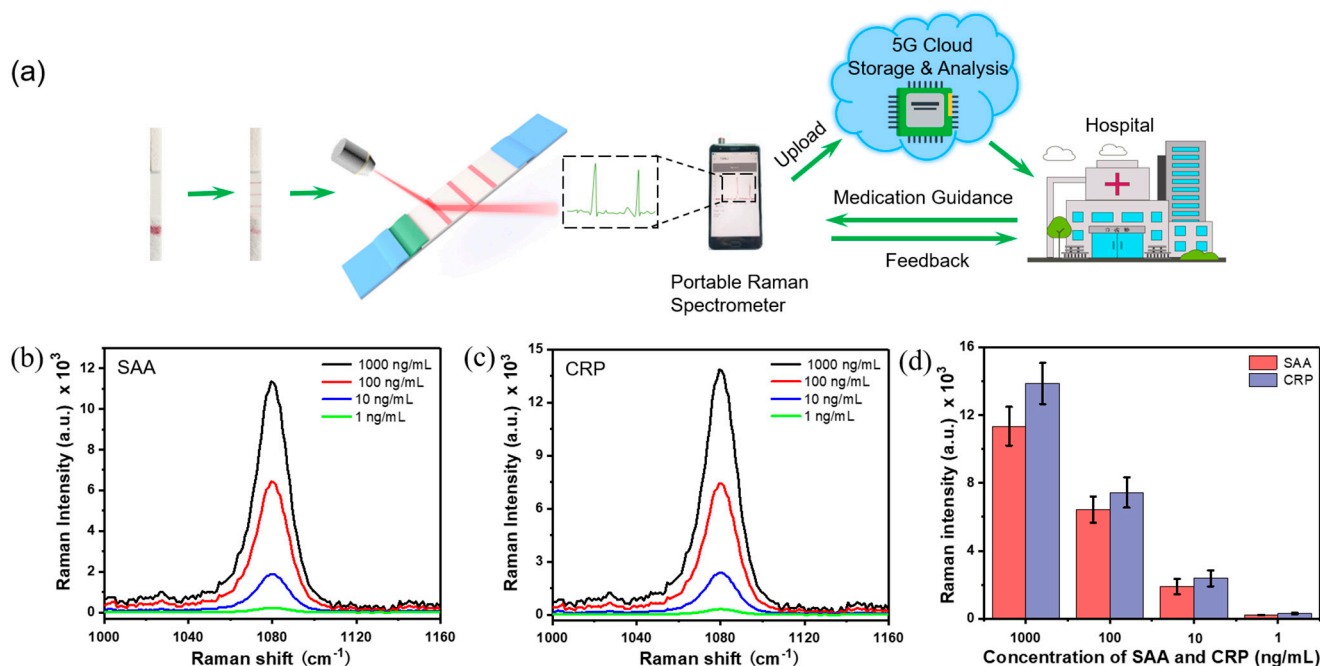 (a)
5G Cloud
Storage & Analysis
Upload
Hospital
Medication Guidance
Feedback
Portable Raman
Spectrometer
(b)
SAA
1000 ng/mL
100 ng/mL
10 ng/mL
1 ng/mL
Raman Intensity (a.u.) x 10³
12
9
6
3
0
1000 1040 1080 1120 1160
Raman shift (cm⁻¹)
(c)
CRP
1000 ng/mL
100 ng/mL
10 ng/mL
1 ng/mL
Raman Intensity (a.u.) x 10³
15
12
9
6
3
0
1000 1040 1080 1120 1160
Raman shift (cm⁻¹)
(d)
SAA
CRP
Raman intensity (a.u.) x 10³
16
12
8
4
0
1000 100 10 1
Concentration of SAA and CRP (ng/mL)